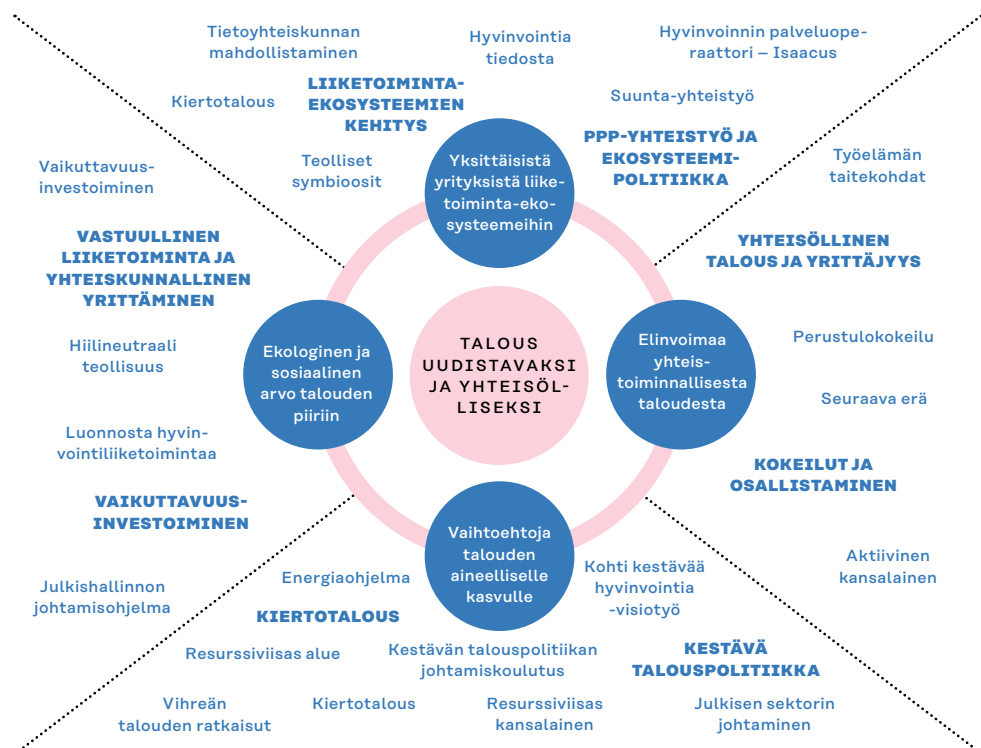 Tietoyhteiskunnan
mahdollistaminen
Hyvinvointia
tiedosta
Hyvinvoinnin palveluope-
raattori – Isaacus
Kiertotalous
LIIKETOIMINTA-
EKOSYSTEEMIEN
KEHITYS
Suunta-yhteistyö
Teolliset
symbioosit
Yksittäisistä
yrityksistä liike-
toiminta-eko-
systeemeihin
PPP-YHTEISTYÖ JA
EKOSYSTEEMI-
POLITIIKKA
Vaikuttavuus-
investoiminen
Työelämän
taitekohdat
VASTUULLINEN
LIIKETOIMINTA JA
YHTEISKUNNALLINEN
YRITTÄMINEN
YHTEISÖLLINEN
TALOUS JA YRITTÄJYYS
Hiilineutraali
teollisuus
Ekologinen ja
sosiaalinen
arvo talouden
piiriin
TALOUS
UUDISTAVAKSI
JA YHTEISÖL-
LISEKSI
Elinvoimaa
yhteis-
toiminnallisesta
taloudesta
Perustulokokeilu
Seuraava erä
Luonnosta hyvin-
vointiliiketoimintaa
KOKEILUT JA
OSALLISTAMINEN
VAIKUTTAVUUS-
INVESTOIMINEN
Vaihtoehtoja
talouden
aineelliselle
kasvulle
Julkishallinnon
johtamisohjelma
Energiaohjelma
Kohti kestävää
hyvinvointia
-visiotyö
Aktiivinen
kansalainen
KIERTOTALOUS
Resurssiviisas alue
Kestävän talouspolitiikan
johtamiskoulutus
KESTÄVÄ
TALOUSPOLITIIKKA
Vihreän
talouden ratkaisut
Kiertotalous
Resurssiviisas
kansalainen
Julkisen sektorin
johtaminen